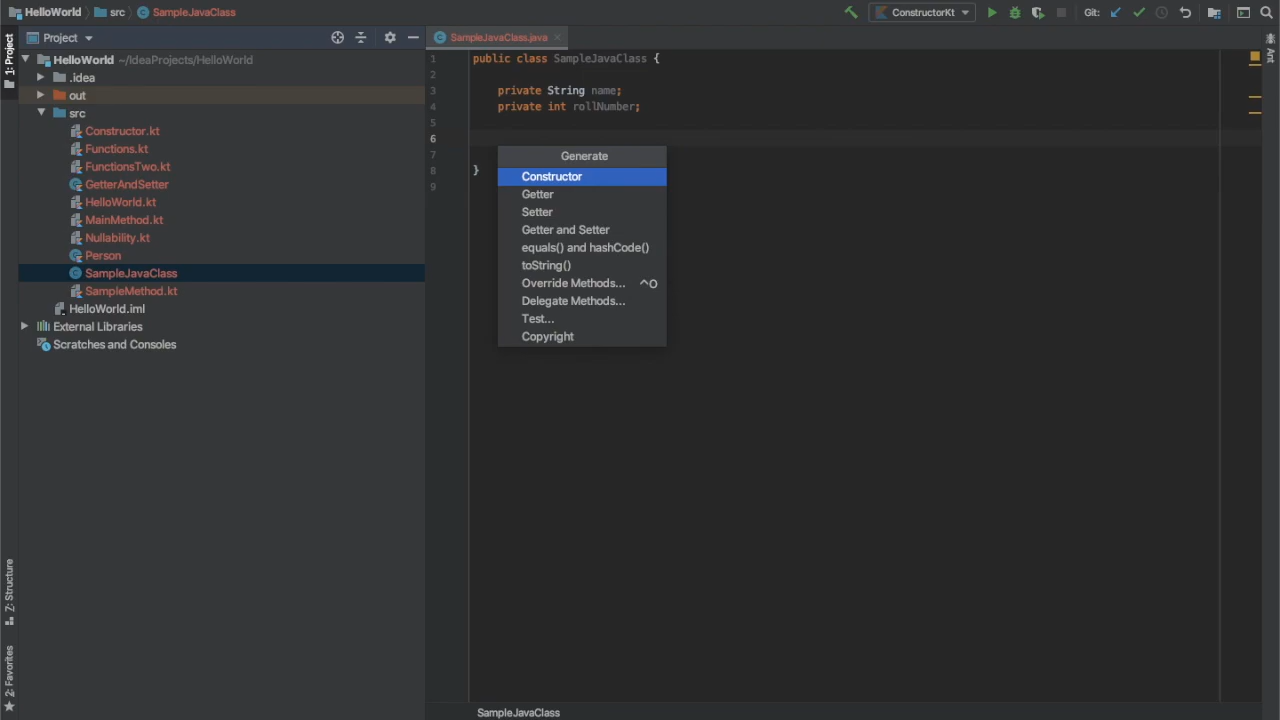 HelloWorld src SampleJavaClass ConstructorKt Git:
1: Project
Project
SampleJavaClass.java
HelloWorld ~/IdeaProjects/HelloWorld
.idea
out
src
Constructor.kt
Functions.kt
FunctionsTwo.kt
GetterAndSetter
HelloWorld.kt
MainMethod.kt
Nullability.kt
Person
SampleJavaClass
SampleMethod.kt
HelloWorld.iml
External Libraries
Scratches and Consoles
1 public class SampleJavaClass {
2
3 private String name;
4 private int rollNumber;
5
6
7
8 }
9
Generate
Constructor
Getter
Setter
Getter and Setter
equals() and hashCode()
toString()
Override Methods... ^O
Delegate Methods...
Test...
Copyright
Ant
Z: Structure
2: Favorites
SampleJavaClass